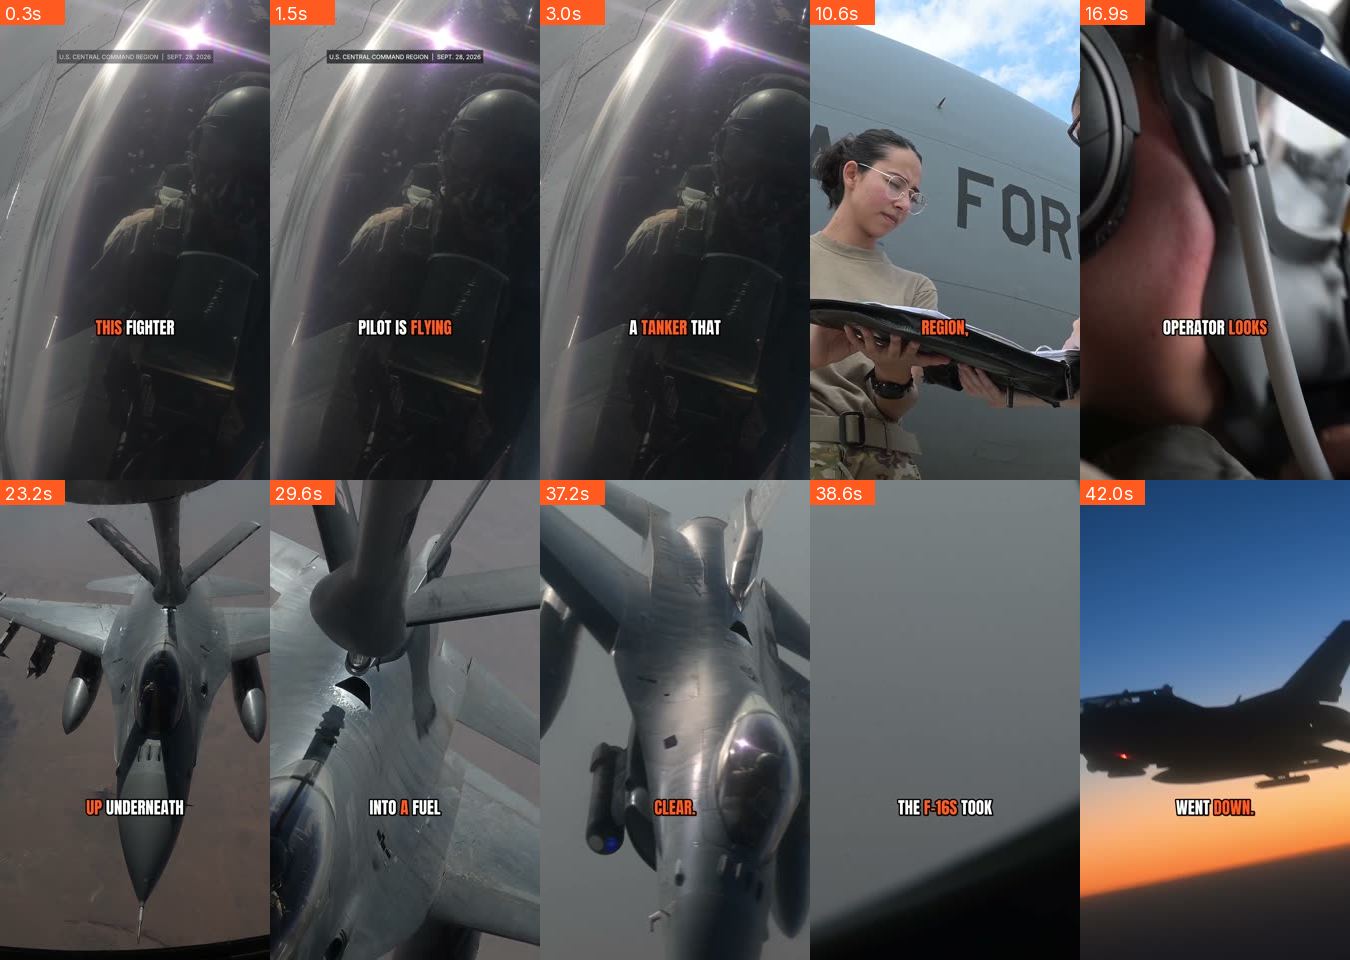 0.3s
U.S. CENTRAL COMMAND REGION | SEPT. 28, 2026
THIS FIGHTER
1.5s
U.S. CENTRAL COMMAND REGION | SEPT. 28, 2026
PILOT IS FLYING
3.0s
A TANKER THAT
10.6s
FOR
REGION.
16.9s
OPERATOR LOOKS
23.2s
UP UNDERNEATH
29.6s
INTO A FUEL
37.2s
CLEAR.
38.6s
THE F-16S TOOK
42.0s
WENT DOWN.